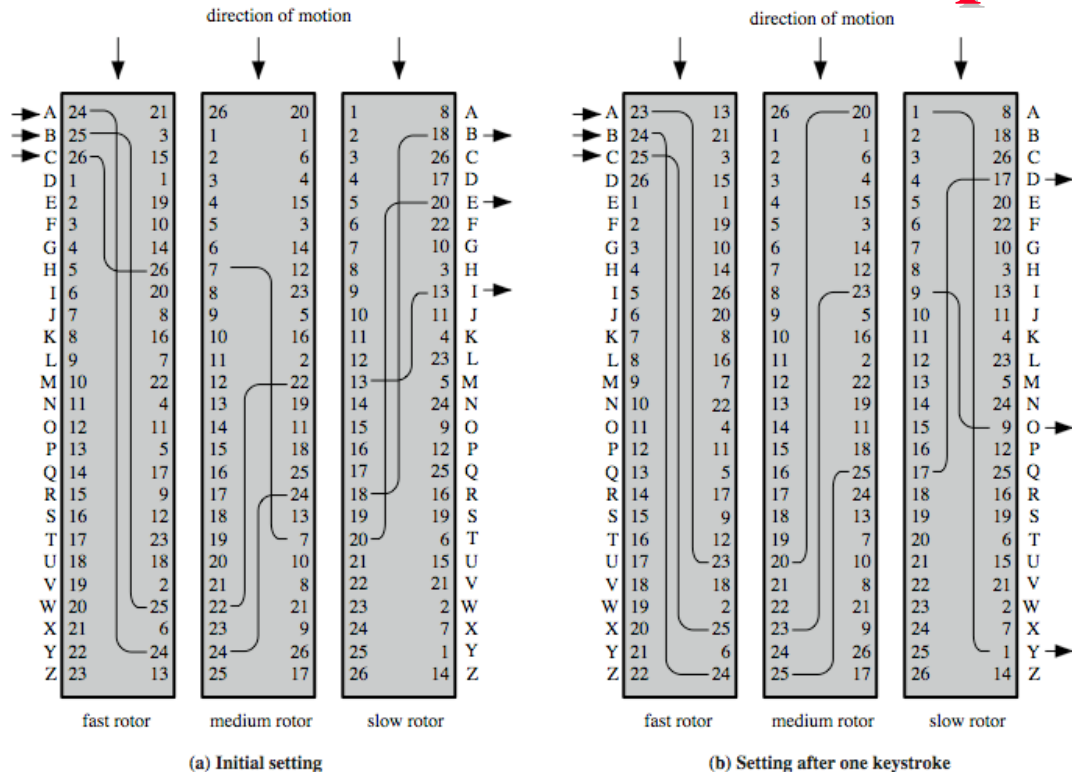 direction of motion direction of motion
A 24 21 26 20 1 8 A A 23 13 26 20 1 8 A
B 25 3 1 1 2 18 B B 24 21 1 1 2 18 B
C 26 15 2 6 3 26 C C 25 3 2 6 3 26 C
D 1 1 3 4 4 17 D D 26 15 3 4 4 17 D
E 2 19 4 15 5 20 E E 1 1 4 15 5 20 E
F 3 10 5 3 6 22 F F 2 19 5 3 6 22 F
G 4 14 6 14 7 10 G G 3 10 6 14 7 10 G
H 5 26 7 12 8 3 H H 4 14 7 12 8 3 H
I 6 20 8 23 9 13 I I 5 26 8 23 9 13 I
J 7 8 9 5 10 11 J J 6 20 9 5 10 11 J
K 8 16 10 16 11 4 K K 7 8 10 16 11 4 K
L 9 7 11 2 12 23 L L 8 16 11 2 12 23 L
M 10 22 12 22 13 5 M M 9 7 12 22 13 5 M
N 11 4 13 19 14 24 N N 10 22 13 19 14 24 N
O 12 11 14 11 15 9 O O 11 4 14 11 15 9 O
P 13 5 15 18 16 12 P P 12 11 15 18 16 12 P
Q 14 17 16 25 17 25 Q Q 13 5 16 25 17 25 Q
R 15 9 17 24 18 16 R R 14 17 17 24 18 16 R
S 16 12 18 13 19 19 S S 15 9 18 13 19 19 S
T 17 23 19 7 20 6 T T 16 12 19 7 20 6 T
U 18 18 20 10 21 15 U U 17 23 20 10 21 15 U
V 19 2 21 8 22 21 V V 18 18 21 8 22 21 V
W 20 25 22 21 23 2 W W 19 2 22 21 23 2 W
X 21 6 23 9 24 7 X X 20 25 23 9 24 7 X
Y 22 24 24 26 25 1 Y Y 21 6 24 26 25 1 Y
Z 23 13 25 17 26 14 Z Z 22 24 25 17 26 14 Z
fast rotor medium rotor slow rotor fast rotor medium rotor slow rotor
(a) Initial setting (b) Setting after one keystroke